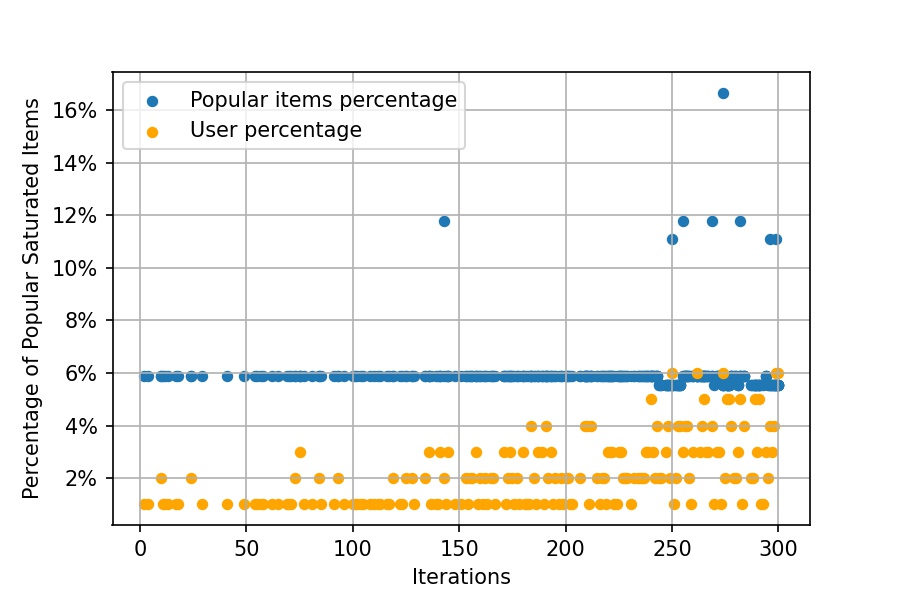 Popular items percentage
User percentage
16%
14%
12%
10%
8%
6%
4%
2%
Percentage of Popular Saturated Items
0 50 100 150 200 250 300
Iterations